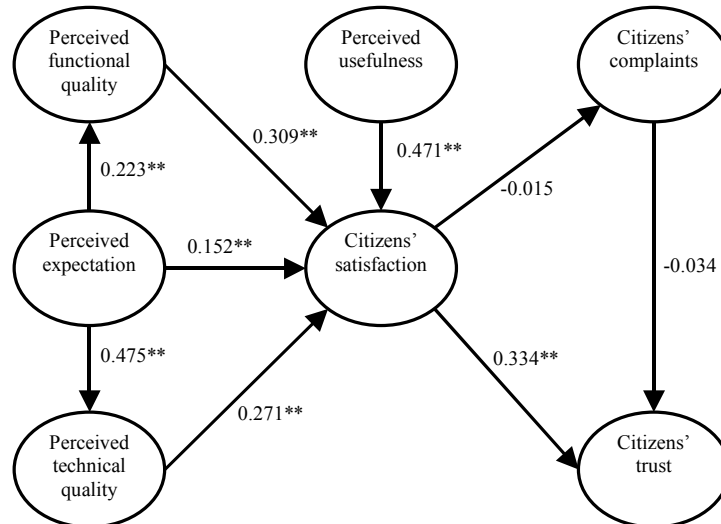 Perceived
functional
quality
Perceived
usefulness
Citizens’
complaints
0.309**
0.471**
0.223**
-0.015
Perceived
expectation
0.152**
Citizens’
satisfaction
-0.034
0.475**
0.334**
0.271**
Perceived
technical
quality
Citizens’
trust